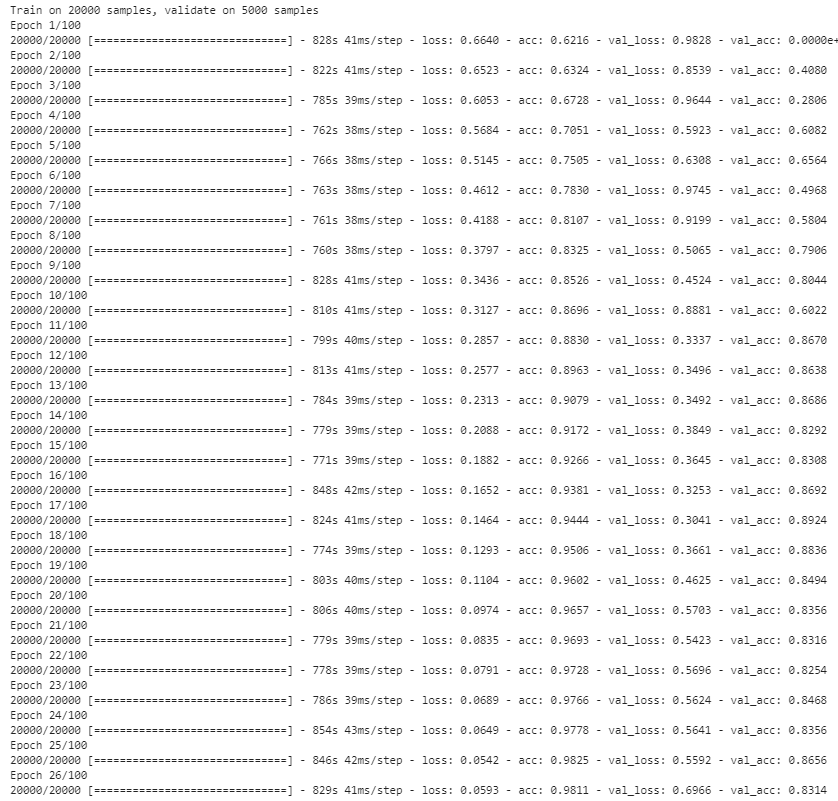 Train on 20000 samples, validate on 5000 samples
Epoch 1/100
20000/20000 [==============================] - 828s 41ms/step - loss: 0.6640 - acc: 0.6216 - val_loss: 0.9828 - val_acc: 0.0000e+
Epoch 2/100
20000/20000 [==============================] - 822s 41ms/step - loss: 0.6523 - acc: 0.6324 - val_loss: 0.8539 - val_acc: 0.4080
Epoch 3/100
20000/20000 [==============================] - 785s 39ms/step - loss: 0.6053 - acc: 0.6728 - val_loss: 0.9644 - val_acc: 0.2806
Epoch 4/100
20000/20000 [==============================] - 762s 38ms/step - loss: 0.5684 - acc: 0.7051 - val_loss: 0.5923 - val_acc: 0.6082
Epoch 5/100
20000/20000 [==============================] - 766s 38ms/step - loss: 0.5145 - acc: 0.7505 - val_loss: 0.6308 - val_acc: 0.6564
Epoch 6/100
20000/20000 [==============================] - 763s 38ms/step - loss: 0.4612 - acc: 0.7830 - val_loss: 0.9745 - val_acc: 0.4968
Epoch 7/100
20000/20000 [==============================] - 761s 38ms/step - loss: 0.4188 - acc: 0.8107 - val_loss: 0.9199 - val_acc: 0.5804
Epoch 8/100
20000/20000 [==============================] - 760s 38ms/step - loss: 0.3797 - acc: 0.8325 - val_loss: 0.5065 - val_acc: 0.7906
Epoch 9/100
20000/20000 [==============================] - 828s 41ms/step - loss: 0.3436 - acc: 0.8526 - val_loss: 0.4524 - val_acc: 0.8044
Epoch 10/100
20000/20000 [==============================] - 810s 41ms/step - loss: 0.3127 - acc: 0.8696 - val_loss: 0.8881 - val_acc: 0.6022
Epoch 11/100
20000/20000 [==============================] - 799s 40ms/step - loss: 0.2857 - acc: 0.8830 - val_loss: 0.3337 - val_acc: 0.8670
Epoch 12/100
20000/20000 [==============================] - 813s 41ms/step - loss: 0.2577 - acc: 0.8963 - val_loss: 0.3496 - val_acc: 0.8638
Epoch 13/100
20000/20000 [==============================] - 784s 39ms/step - loss: 0.2313 - acc: 0.9079 - val_loss: 0.3492 - val_acc: 0.8686
Epoch 14/100
20000/20000 [==============================] - 779s 39ms/step - loss: 0.2088 - acc: 0.9172 - val_loss: 0.3849 - val_acc: 0.8292
Epoch 15/100
20000/20000 [==============================] - 771s 39ms/step - loss: 0.1882 - acc: 0.9266 - val_loss: 0.3645 - val_acc: 0.8308
Epoch 16/100
20000/20000 [==============================] - 848s 42ms/step - loss: 0.1652 - acc: 0.9381 - val_loss: 0.3253 - val_acc: 0.8692
Epoch 17/100
20000/20000 [==============================] - 824s 41ms/step - loss: 0.1464 - acc: 0.9444 - val_loss: 0.3041 - val_acc: 0.8924
Epoch 18/100
20000/20000 [==============================] - 774s 39ms/step - loss: 0.1293 - acc: 0.9506 - val_loss: 0.3661 - val_acc: 0.8836
Epoch 19/100
20000/20000 [==============================] - 803s 40ms/step - loss: 0.1104 - acc: 0.9602 - val_loss: 0.4625 - val_acc: 0.8494
Epoch 20/100
20000/20000 [==============================] - 806s 40ms/step - loss: 0.0974 - acc: 0.9657 - val_loss: 0.5703 - val_acc: 0.8356
Epoch 21/100
20000/20000 [==============================] - 779s 39ms/step - loss: 0.0835 - acc: 0.9693 - val_loss: 0.5423 - val_acc: 0.8316
Epoch 22/100
20000/20000 [==============================] - 778s 39ms/step - loss: 0.0791 - acc: 0.9728 - val_loss: 0.5696 - val_acc: 0.8254
Epoch 23/100
20000/20000 [==============================] - 786s 39ms/step - loss: 0.0689 - acc: 0.9766 - val_loss: 0.5624 - val_acc: 0.8468
Epoch 24/100
20000/20000 [==============================] - 854s 43ms/step - loss: 0.0649 - acc: 0.9778 - val_loss: 0.5641 - val_acc: 0.8356
Epoch 25/100
20000/20000 [==============================] - 846s 42ms/step - loss: 0.0542 - acc: 0.9825 - val_loss: 0.5592 - val_acc: 0.8656
Epoch 26/100
20000/20000 [==============================] - 829s 41ms/step - loss: 0.0593 - acc: 0.9811 - val_loss: 0.6966 - val_acc: 0.8314